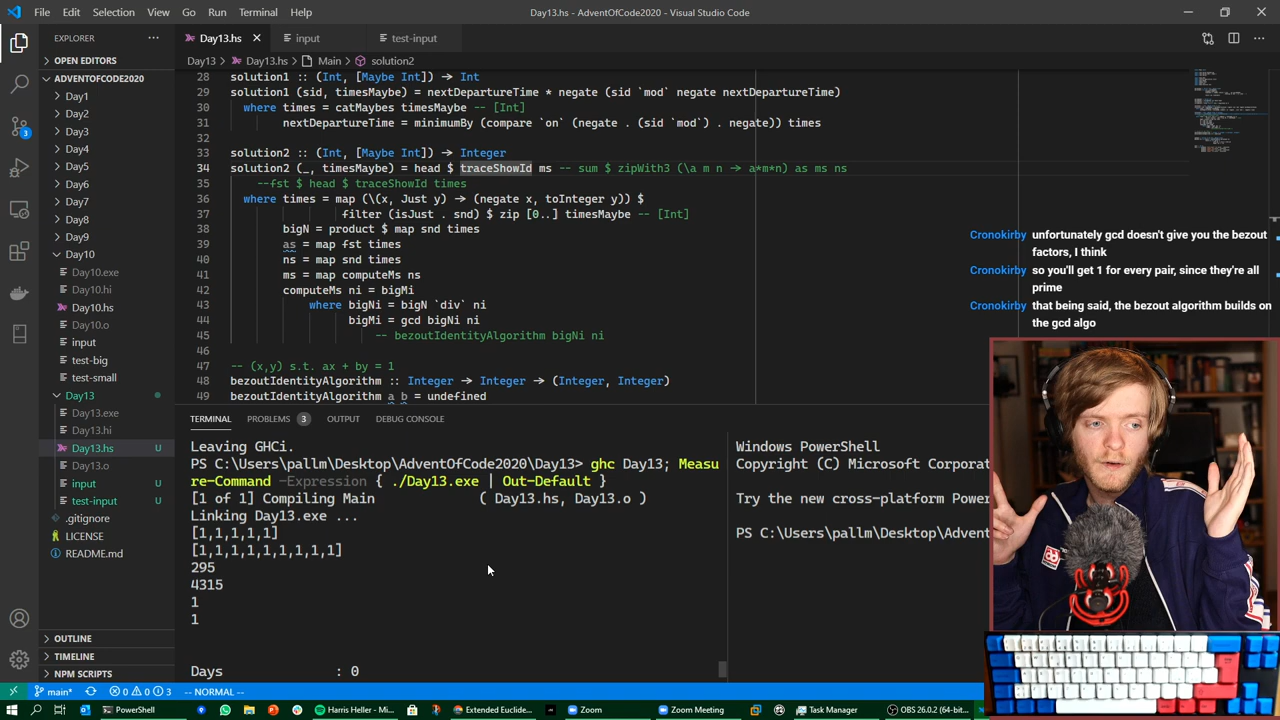 File Edit Selection View Go Run Terminal Help
Day13.hs - AdventOfCode2020 - Visual Studio Code
EXPLORER
Day13.hs
input
test-input
Day13 > Day13.hs > Main > solution2
OPEN EDITORS
ADVENTOFCODE2020
Day1
Day2
Day3
Day4
Day5
Day6
Day7
Day8
Day9
Day10
Day10.exe
Day10.hi
Day10.hs
Day10.o
input
test-big
test-small
Day13
Day13.exe
Day13.hi
Day13.hs U
Day13.o
input U
test-input U
.gitignore
LICENSE
README.md
OUTLINE
TIMELINE
NPM SCRIPTS
3
28 solution1 :: (Int, [Maybe Int]) → Int
29 solution1 (sid, timesMaybe) = nextDepartureTime * negate (sid `mod` negate nextDepartureTime)
30 where times = catMaybes timesMaybe -- [Int]
31 nextDepartureTime = minimumBy (compare `on` (negate . (sid `mod`) . negate)) times
32
33 solution2 :: (Int, [Maybe Int]) → Integer
34 solution2 (_, timesMaybe) = head $ traceShowId ms -- sum $ zipWith3 (\a m n → a*m*n) as ms ns
35 --fst $ head $ traceShowId times
36 where times = map (\(x, Just y) → (negate x, toInteger y)) $
37 filter (isJust . snd) $ zip [0..] timesMaybe -- [Int]
38 bigN = product $ map snd times
39 as = map fst times
40 ns = map snd times
41 ms = map computeMs ns
42 computeMs ni = bigMi
43 where bigNi = bigN `div` ni
44 bigMi = gcd bigNi ni
45 -- bezoutIdentityAlgorithm bigNi ni
46
47 -- (x,y) s.t. ax + by = 1
48 bezoutIdentityAlgorithm :: Integer → Integer → (Integer, Integer)
49 bezoutIdentityAlgorithm a b = undefined
Cronokirby unfortunately gcd doesn't give you the bezout
factors, I think
Cronokirby so you'll get 1 for every pair, since they're all
prime
Cronokirby that being said, the bezout algorithm builds on
the gcd algo
TERMINAL PROBLEMS 3 OUTPUT DEBUG CONSOLE
Leaving GHCi.
PS C:\Users\pallm\Desktop\AdventOfCode2020\Day13> ghc Day13; Measu
re-Command -Expression { ./Day13.exe | Out-Default }
[1 of 1] Compiling Main ( Day13.hs, Day13.o )
Linking Day13.exe ...
[1,1,1,1,1]
[1,1,1,1,1,1,1,1,1]
295
4315
1
1
Days : 0
Windows PowerShell
Copyright (C) Microsoft Corporat
Try the new cross-platform Power
PS C:\Users\pallm\Desktop\Advent
main* 0 0 3 -- NORMAL --
PowerShell
Harris Heller - Mi...
Extended Euclide...
Zoom
Zoom Meeting
Task Manager
OBS 26.0.2 (64-bit...